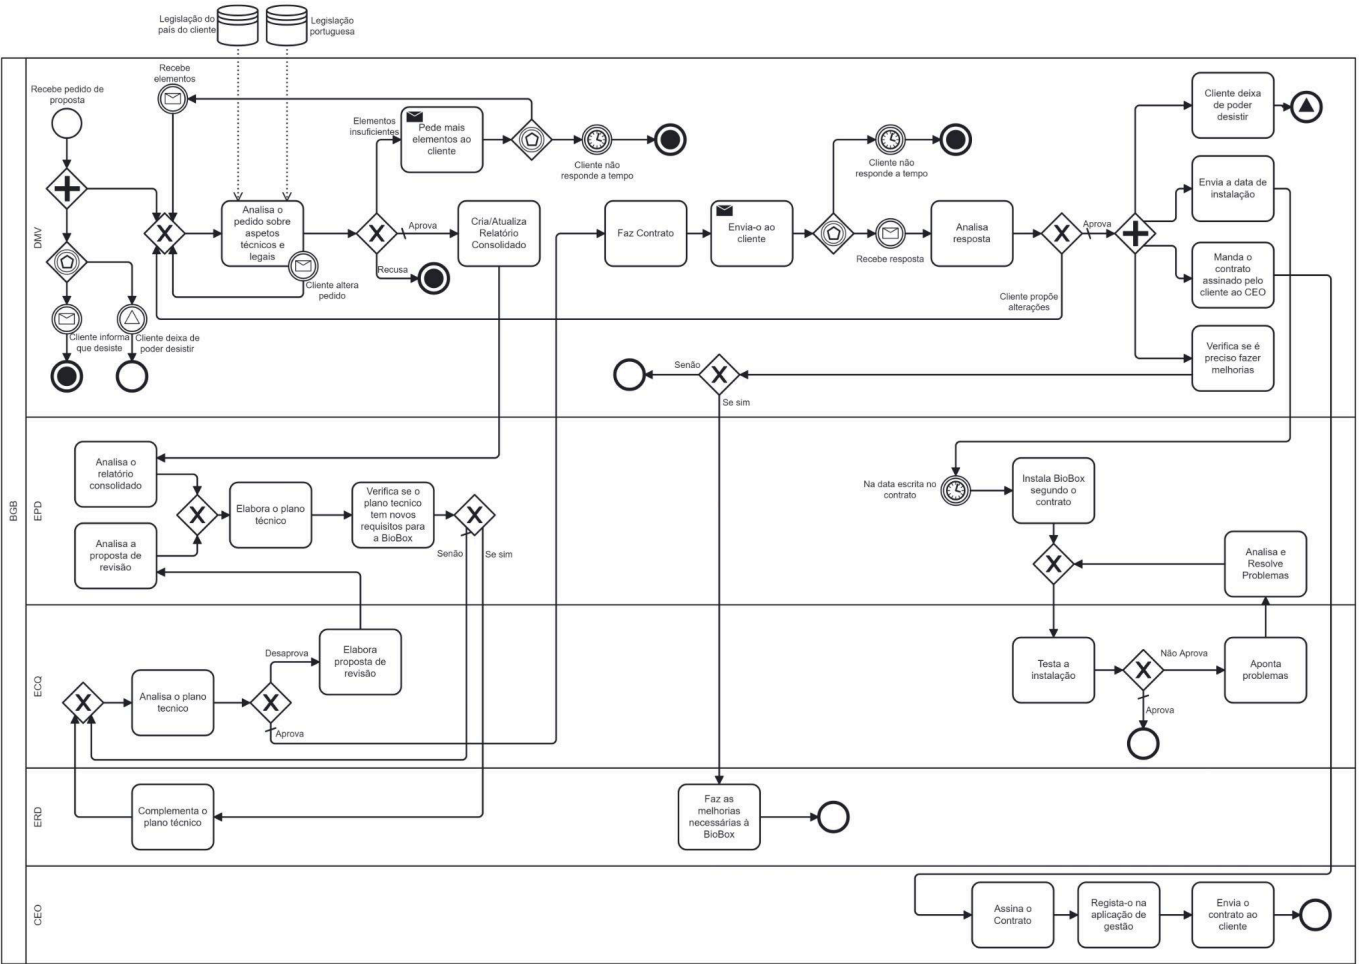 Legislação do
país do cliente
Legislação
portuguesa
BGB
DMV
Recebe pedido de
proposta
Recebe
elementos
Cliente informa
que desiste
Cliente deixa de
poder desistir
Analisa o
pedido sobre
aspetos
técnicos e
legais
Cliente altera
pedido
Elementos
insuficientes
Aprova
Recusa
Pede mais
elementos ao
cliente
Cliente não
responde a tempo
Cria/Atualiza
Relatório
Consolidado
Faz Contrato
Envia-o ao
cliente
Cliente não
responde a tempo
Recebe resposta
Analisa
resposta
Aprova
Cliente propõe
alterações
Cliente deixa
de poder
desistir
Envia a data de
instalação
Manda o
contrato
assinado pelo
cliente ao CEO
Verifica se é
preciso fazer
melhorias
Senão
Se sim
EPD
Analisa o
relatório
consolidado
Analisa a
proposta de
revisão
Elabora o plano
técnico
Verifica se o
plano tecnico
tem novos
requisitos para
a BioBox
Senão
Se sim
Na data escrita no
contrato
Instala BioBox
segundo o
contrato
Analisa e
Resolve
Problemas
ECQ
Analisa o plano
tecnico
Desaprova
Aprova
Elabora
proposta de
revisão
Testa a
instalação
Não Aprova
Aprova
Aponta
problemas
ERD
Complementa o
plano técnico
Faz as
melhorias
necessárias à
BioBox
CEO
Assina o
Contrato
Regista-o na
aplicação de
gestão
Envia o
contrato ao
cliente